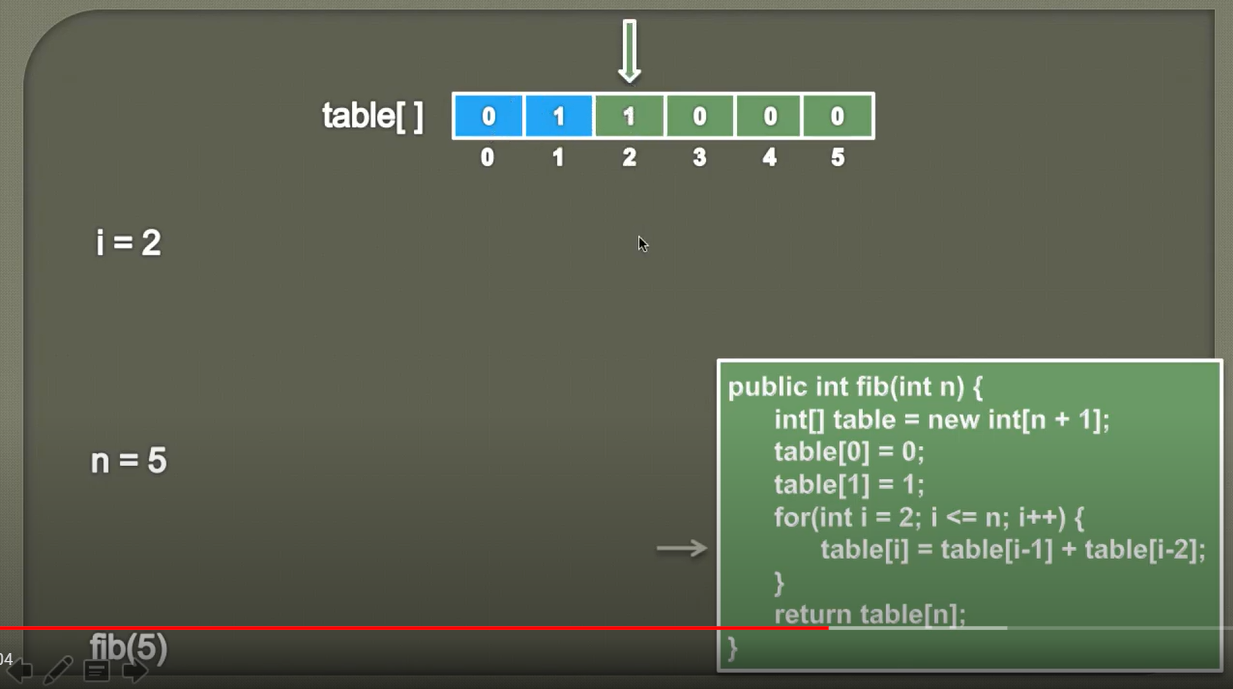 table[ ] 0 1 1 0 0 0
0 1 2 3 4 5
i = 2
n = 5
fib(5)
public int fib(int n) {
int[] table = new int[n + 1];
table[0] = 0;
table[1] = 1;
for(int i = 2; i <= n; i++) {
table[i] = table[i-1] + table[i-2];
}
return table[n];
}
04